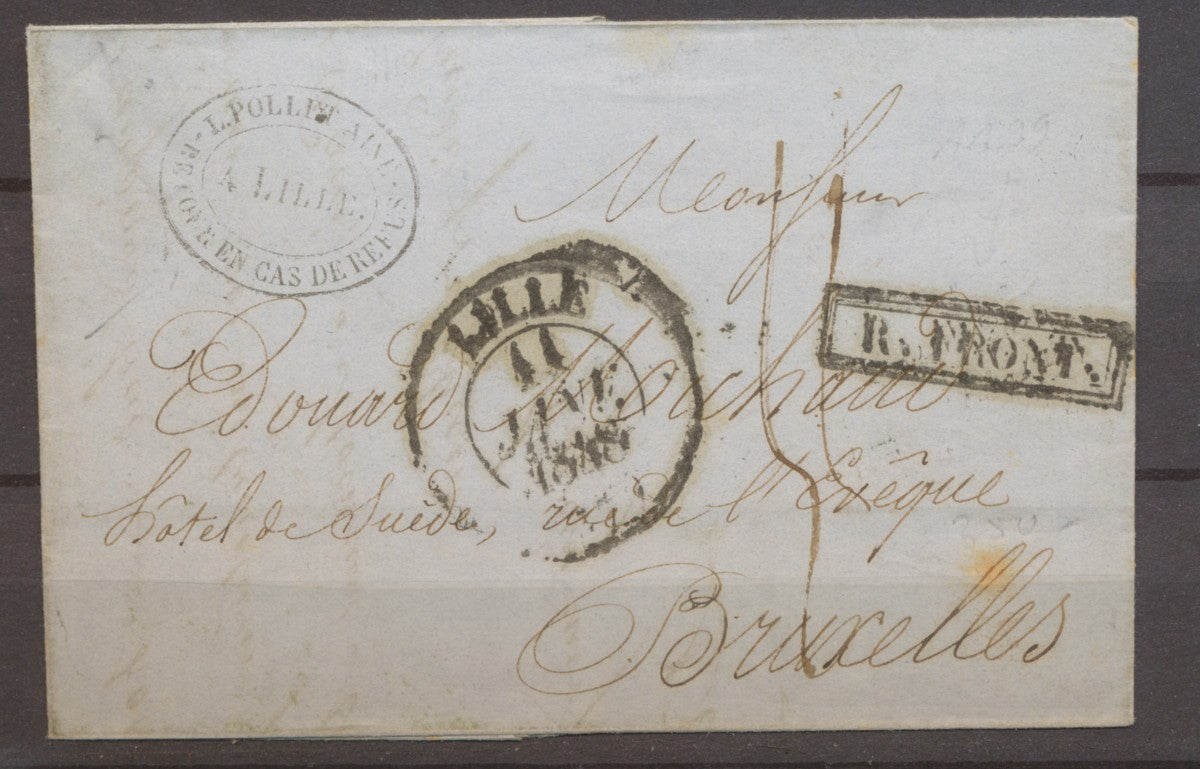 L. POLLET AINÉ
A LILLE.
RETOUR EN CAS DE REFUS
Monsieur
LILLE
11
JANV.
1848
R. FRONT.
Edouard
hôtel de Suède, rue de l'Evêque
Bruxelles